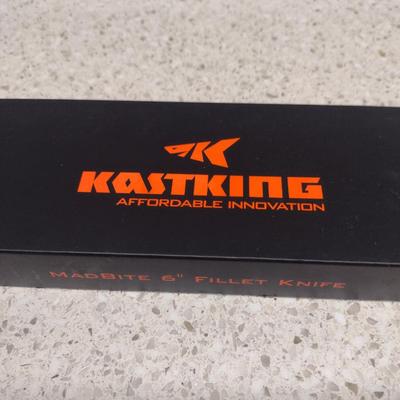 KASTKING
AFFORDABLE INNOVATION
MADBITE 6" FILLET KNIFE